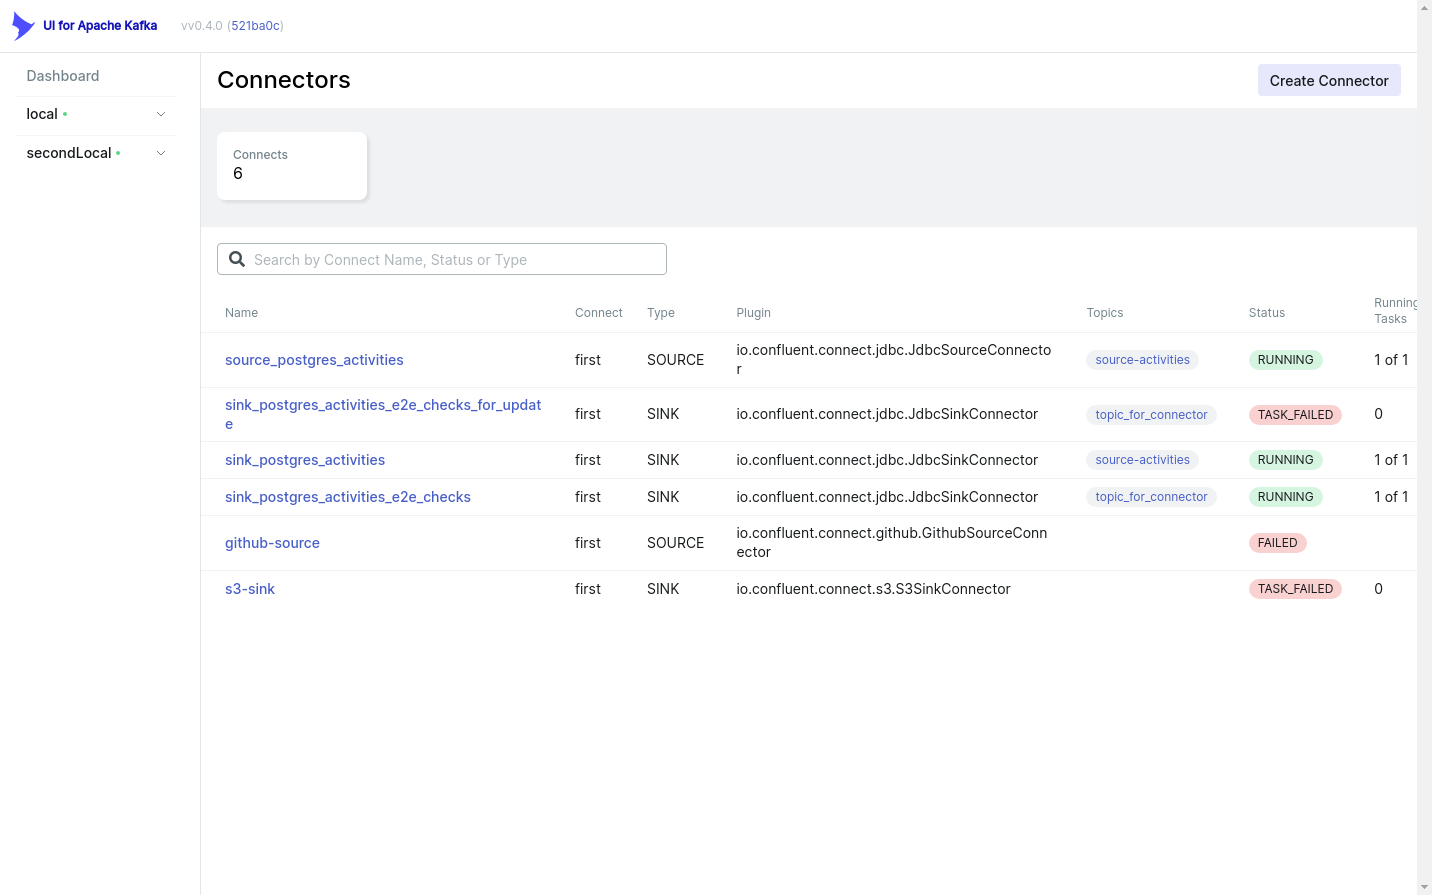 UI for Apache Kafka vv0.4.0 (521ba0c)
Dashboard
local
secondLocal
Connectors
Create Connector
Connects
6
Search by Connect Name, Status or Type
Name Connect Type Plugin Topics Status Running
Tasks
source_postgres_activities first SOURCE io.confluent.connect.jdbc.JdbcSourceConnecto
r source-activities RUNNING 1 of 1
sink_postgres_activities_e2e_checks_for_updat
e first SINK io.confluent.connect.jdbc.JdbcSinkConnector topic_for_connector TASK_FAILED 0
sink_postgres_activities first SINK io.confluent.connect.jdbc.JdbcSinkConnector source-activities RUNNING 1 of 1
sink_postgres_activities_e2e_checks first SINK io.confluent.connect.jdbc.JdbcSinkConnector topic_for_connector RUNNING 1 of 1
github-source first SOURCE io.confluent.connect.github.GithubSourceConn
ector FAILED
s3-sink first SINK io.confluent.connect.s3.S3SinkConnector TASK_FAILED 0